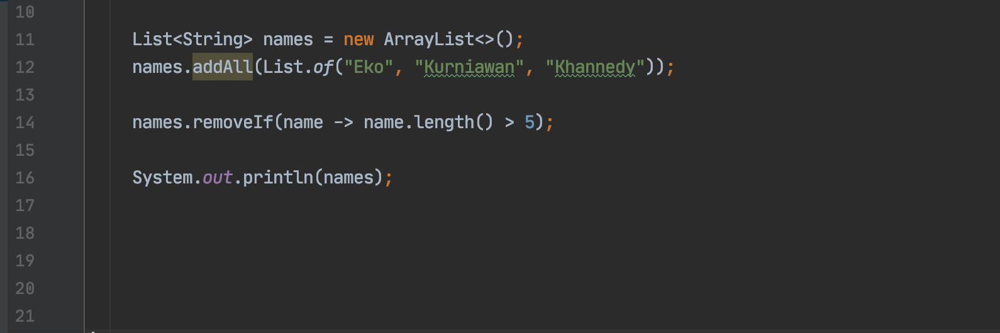 10
11 List<String> names = new ArrayList<>();
12 names.addAll(List.of("Eko", "Kurniawan", "Khannedy"));
13
14 names.removeIf(name -> name.length() > 5);
15
16 System.out.println(names);
17
18
19
20
21